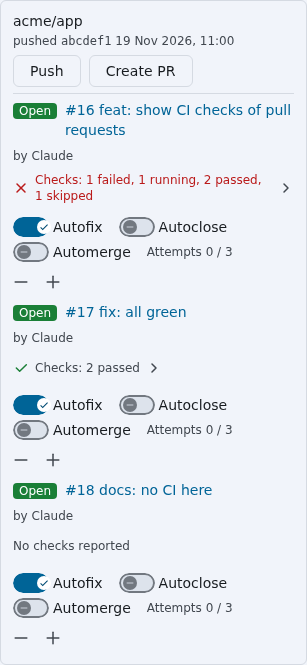 acme/app
pushed abcdef1 19 Nov 2026, 11:00
Push Create PR
Open #16 feat: show CI checks of pull
requests
by Claude
Checks: 1 failed, 1 running, 2 passed,
1 skipped
Autofix Autoclose
Automerge Attempts 0 / 3
Open #17 fix: all green
by Claude
Checks: 2 passed
Autofix Autoclose
Automerge Attempts 0 / 3
Open #18 docs: no CI here
by Claude
No checks reported
Autofix Autoclose
Automerge Attempts 0 / 3